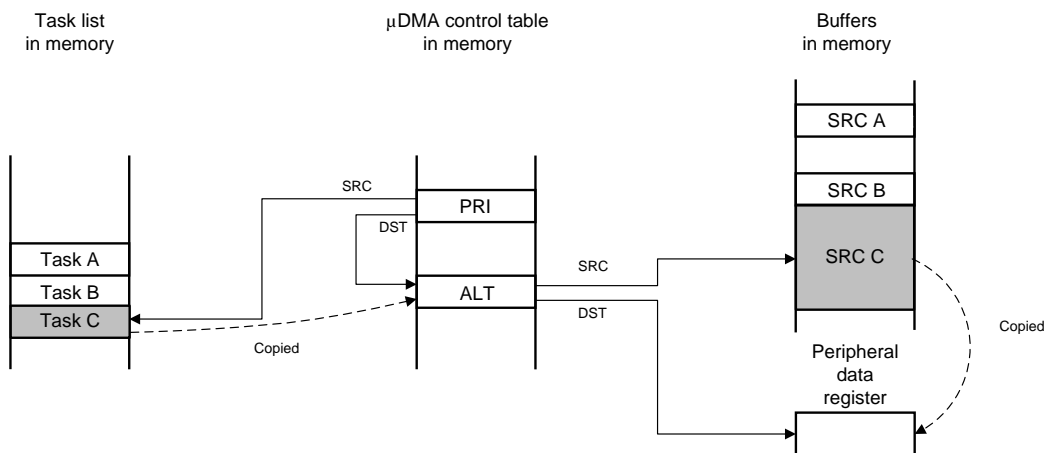 Task list
in memory
μDMA control table
in memory
Buffers
in memory
SRC A
SRC B
SRC C
SRC
PRI
DST
Task A
Task B
Task C
ALT
SRC
DST
Copied
Copied
Peripheral
data
register